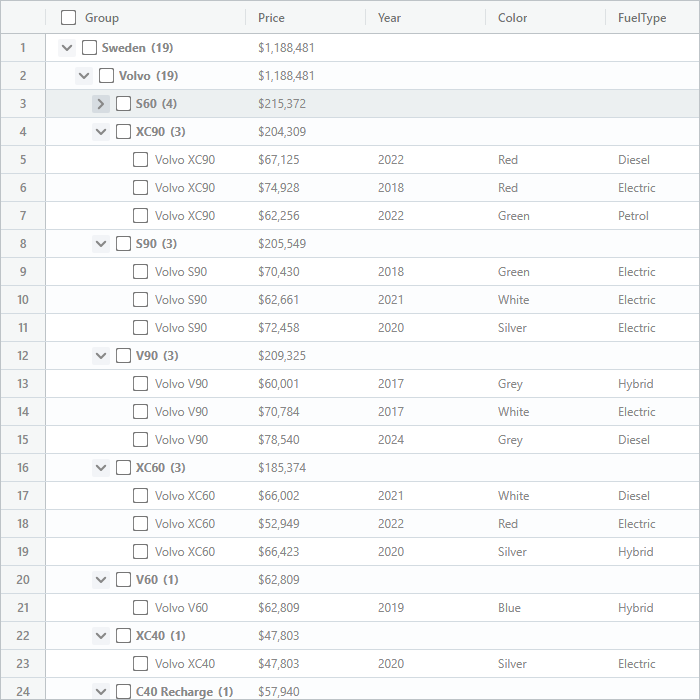 Group Price Year Color FuelType
1 Sweden (19) $1,188,481
2 Volvo (19) $1,188,481
3 S60 (4) $215,372
4 XC90 (3) $204,309
5 Volvo XC90 $67,125 2022 Red Diesel
6 Volvo XC90 $74,928 2018 Red Electric
7 Volvo XC90 $62,256 2022 Green Petrol
8 S90 (3) $205,549
9 Volvo S90 $70,430 2018 Green Electric
10 Volvo S90 $62,661 2021 White Electric
11 Volvo S90 $72,458 2020 Silver Electric
12 V90 (3) $209,325
13 Volvo V90 $60,001 2017 Grey Hybrid
14 Volvo V90 $70,784 2017 White Electric
15 Volvo V90 $78,540 2024 Grey Diesel
16 XC60 (3) $185,374
17 Volvo XC60 $66,002 2021 White Diesel
18 Volvo XC60 $52,949 2022 Red Electric
19 Volvo XC60 $66,423 2020 Silver Hybrid
20 V60 (1) $62,809
21 Volvo V60 $62,809 2019 Blue Hybrid
22 XC40 (1) $47,803
23 Volvo XC40 $47,803 2020 Silver Electric
24 C40 Recharge (1) $57,940